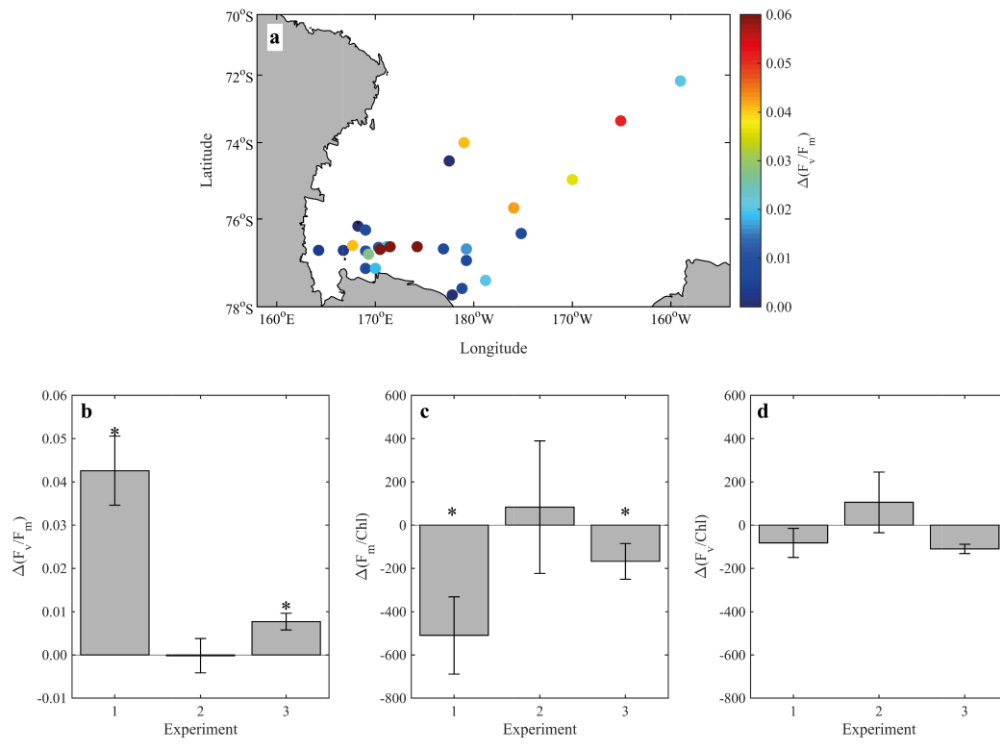 a
70°S
72°S
74°S
76°S
78°S
Latitude
160°E
170°E
180°W
170°W
160°W
Longitude
0.06
0.05
0.04
0.03
0.02
0.01
0.00
Δ(Fv/Fm)
b
0.06
0.05
0.04
0.03
0.02
0.01
0.00
-0.01
Δ(Fv/Fm)
*
*
1 2 3
Experiment
c
600
400
200
0
-200
-400
-600
-800
Δ(Fm/Chl)
*
*
1 2 3
Experiment
d
600
400
200
0
-200
-400
-600
-800
Δ(Fv/Chl)
1 2 3
Experiment